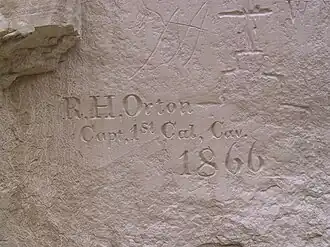 R.H.Orton
Capt. 1st Cal, Cav.
1866